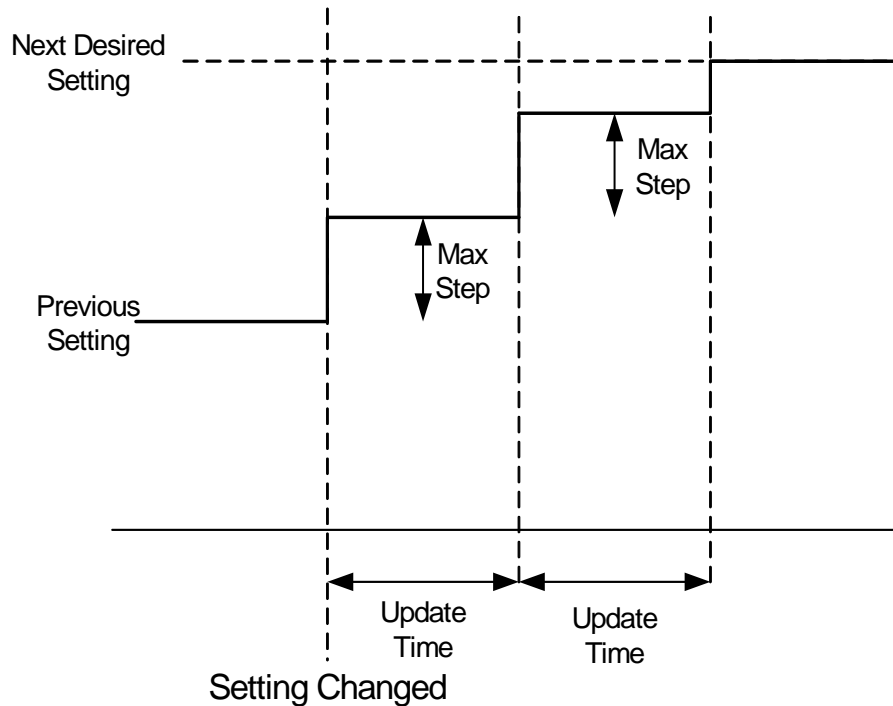 Next Desired
Setting
Max
Step
Max
Step
Previous
Setting
Update
Time
Update
Time
Setting Changed